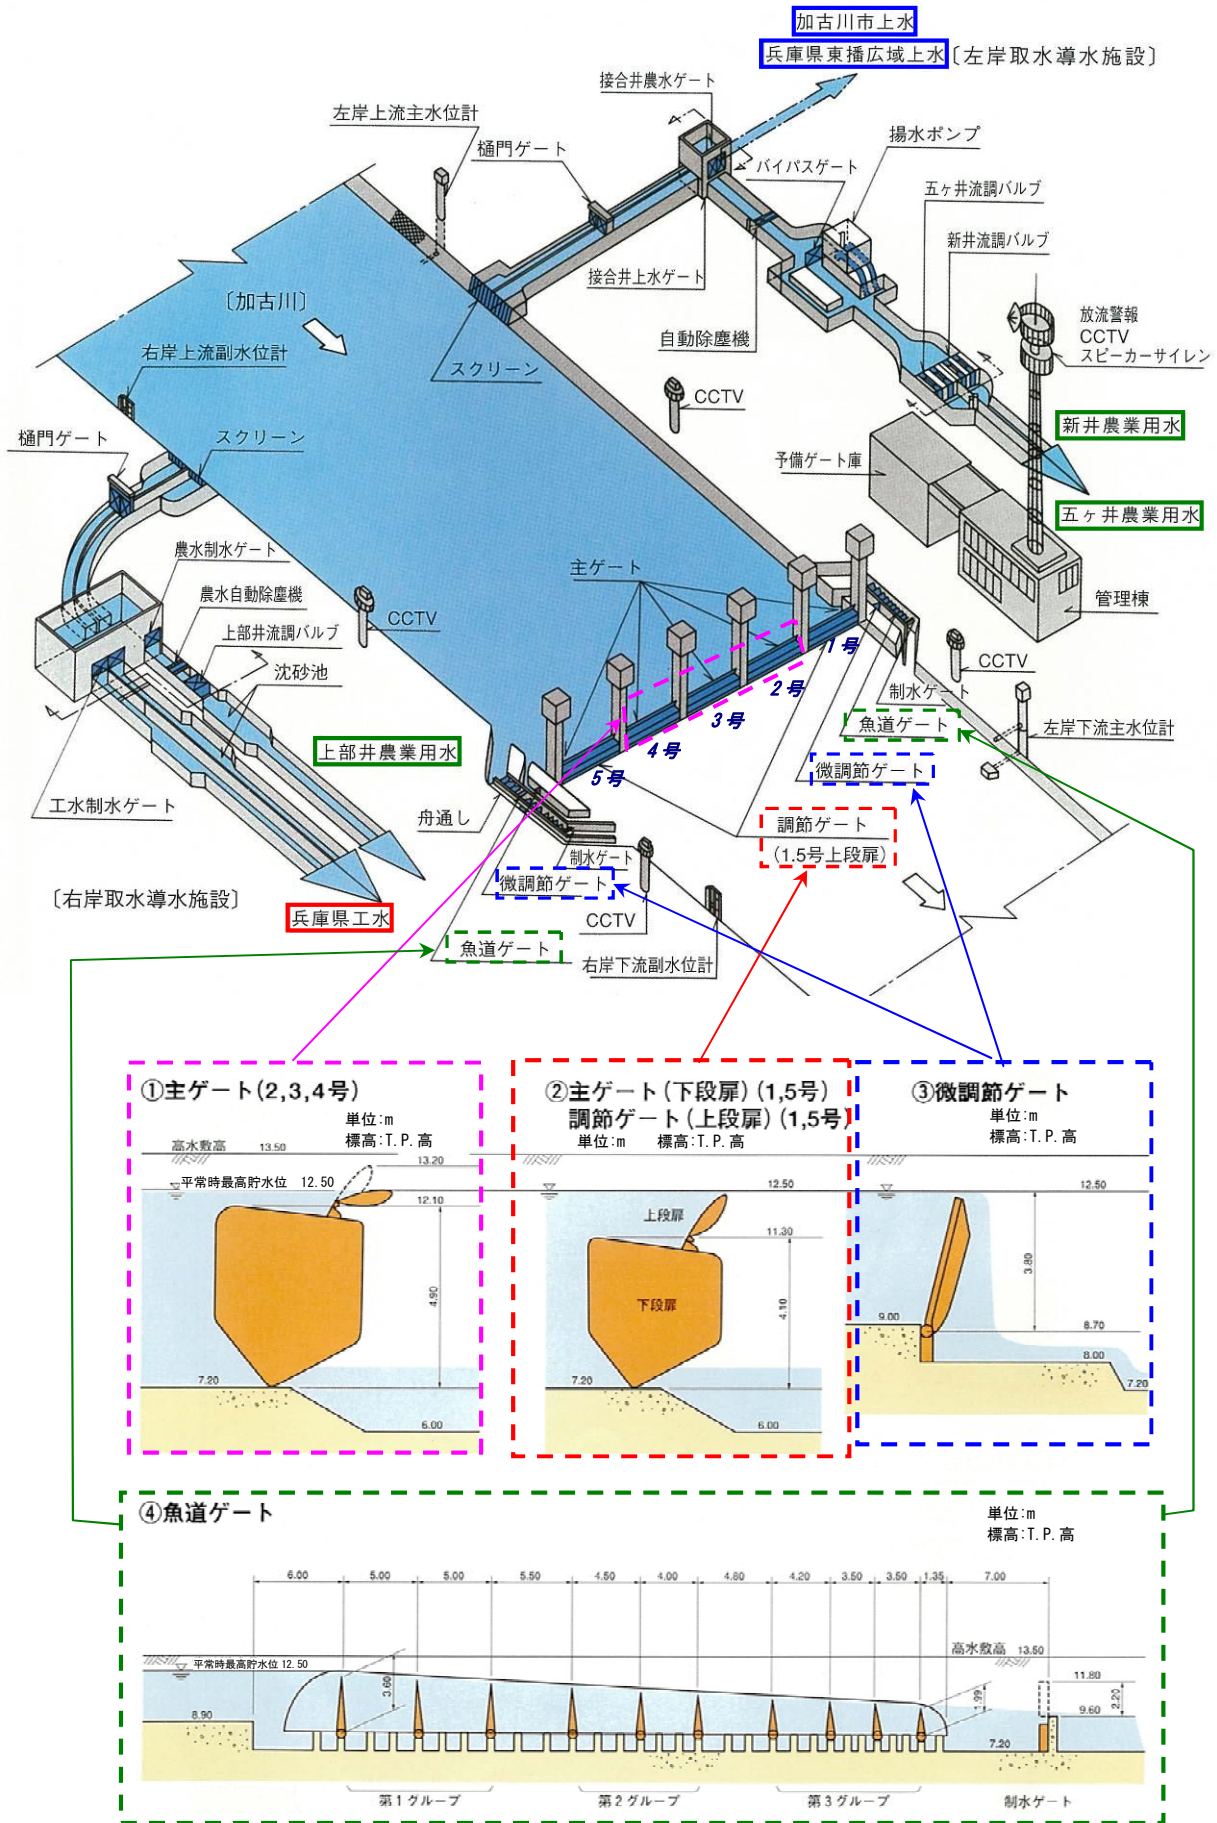 加古川市上水
兵庫県東播広域上水
〔左岸取水導水施設〕
接合井農水ゲート
左岸上流主水位計
樋門ゲート
揚水ポンプ
バイパスゲート
五ヶ井流調バルブ
新井流調バルブ
接合井上水ゲート
〔加古川〕
自動除塵機
放流警報
CCTV
スピーカーサイレン
右岸上流副水位計
スクリーン
CCTV
新井農業用水
樋門ゲート
スクリーン
予備ゲート庫
五ヶ井農業用水
農水制水ゲート
主ゲート
農水自動除塵機
管理棟
CCTV
上部井流調バルブ
1号
CCTV
沈砂池
2号
制水ゲート
3号
魚道ゲート
左岸下流主水位計
上部井農業用水
4号
5号
微調節ゲート
工水制水ゲート
舟通し
調節ゲート
(1.5号上段扉)
制水ゲート
微調節ゲート
〔右岸取水導水施設〕
兵庫県工水
CCTV
魚道ゲート
右岸下流副水位計
①主ゲート(2,3,4号)
単位:m
標高:T.P.高
高水敷高 13.50
13.20
平常時最高貯水位 12.50
12.10
4.90
7.20
6.00
②主ゲート(下段扉)(1,5号)
調節ゲート(上段扉)(1,5号)
単位:m 標高:T.P.高
12.50
上段扉
11.30
下段扉
4.10
7.20
6.00
③微調節ゲート
単位:m
標高:T.P.高
12.50
3.80
9.00
8.70
8.00
7.20
④魚道ゲート
単位:m
標高:T.P.高
6.00 5.00 5.00 5.50 4.50 4.00 4.60 4.20 3.50 3.50 1.35 7.00
高水敷高 13.50
平常時最高貯水位 12.50
3.60
11.80
1.99
2.20
8.90
9.60
7.20
第1グループ 第2グループ 第3グループ 制水ゲート